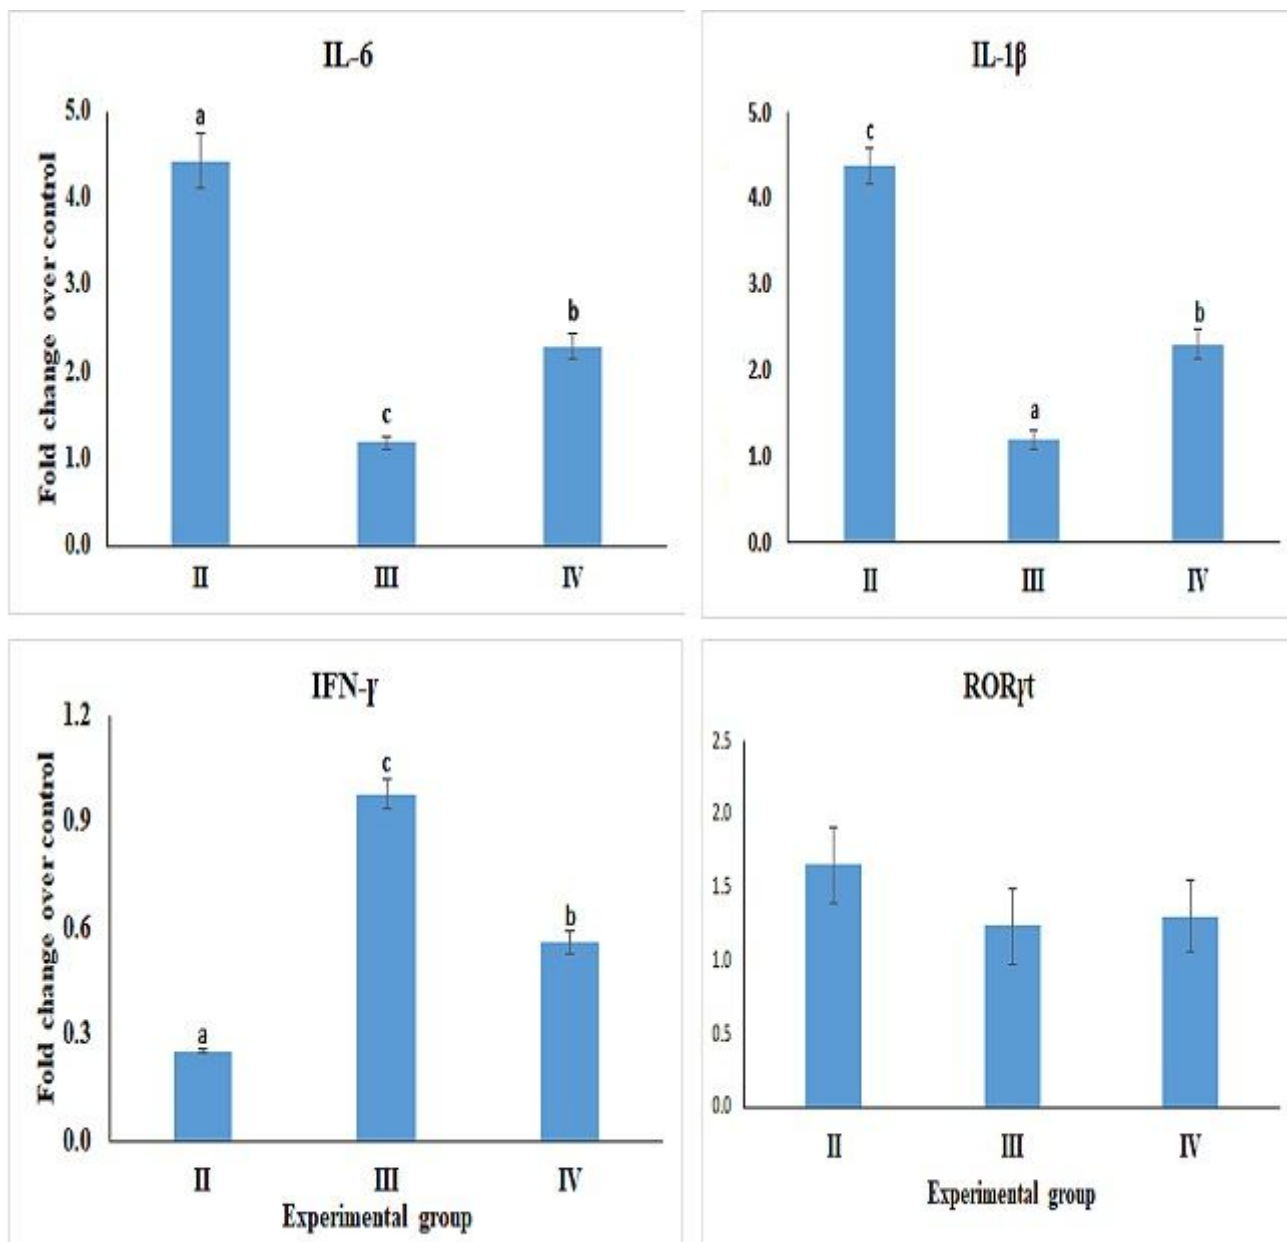 IL-6
5.0
4.0
3.0
2.0
1.0
0.0
Fold change over control
a
c
b
II III IV
IL-1β
5.0
4.0
3.0
2.0
1.0
0.0
c
a
b
II III IV
IFN-γ
1.2
0.9
0.6
0.3
0.0
Fold change over control
a
c
b
II III IV
Experimental group
RORγt
2.5
2.0
1.5
1.0
0.5
0.0
II III IV
Experimental group